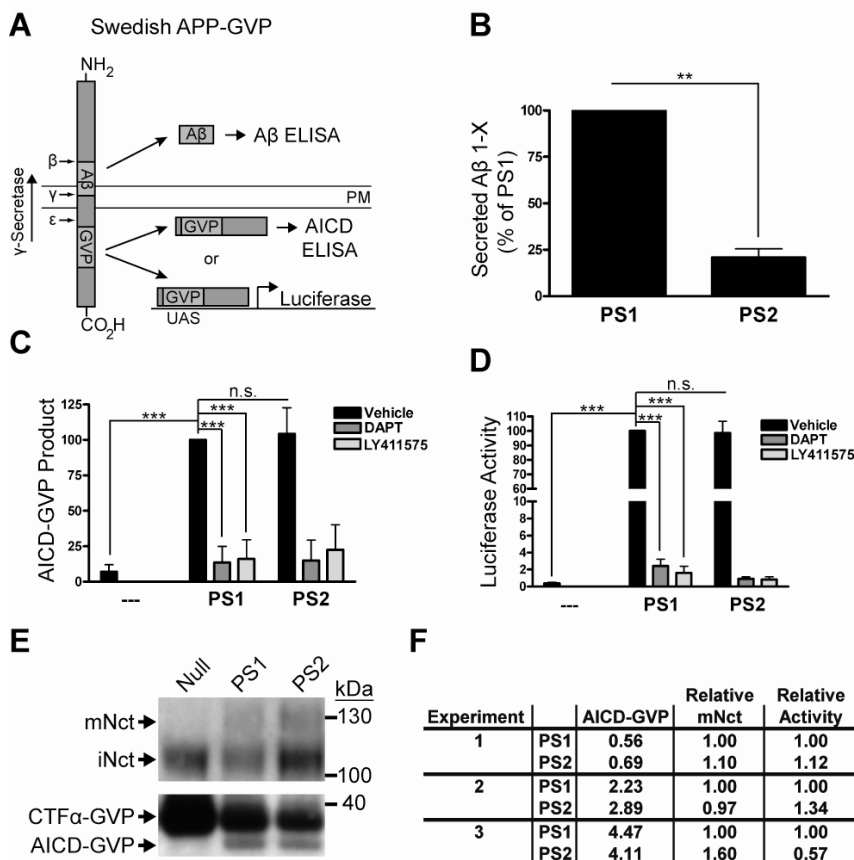 A
Swedish APP-GVP
NH2
β
Aβ
γ
ε
γ-Secretase
GVP
CO2H
PM
Aβ
Aβ ELISA
GVP
AICD
ELISA
or
GVP
Luciferase
UAS
B
**
Secreted Aβ 1-X
(% of PS1)
100
75
50
25
0
PS1
PS2
C
n.s.
***
***
***
AICD-GVP Product
125
100
75
50
25
0
---
PS1
PS2
Vehicle
DAPT
LY411575
D
n.s.
***
***
***
Luciferase Activity
100
90
80
70
60
10
8
6
4
2
0
---
PS1
PS2
Vehicle
DAPT
LY411575
E
Null PS1 PS2
kDa
mNct
130
iNct
100
40
CTFα-GVP
AICD-GVP
F
Experiment AICD-GVP Relative mNct Relative Activity
1 PS1 0.56 1.00 1.00
PS2 0.69 1.10 1.12
2 PS1 2.23 1.00 1.00
PS2 2.89 0.97 1.34
3 PS1 4.47 1.00 1.00
PS2 4.11 1.60 0.57